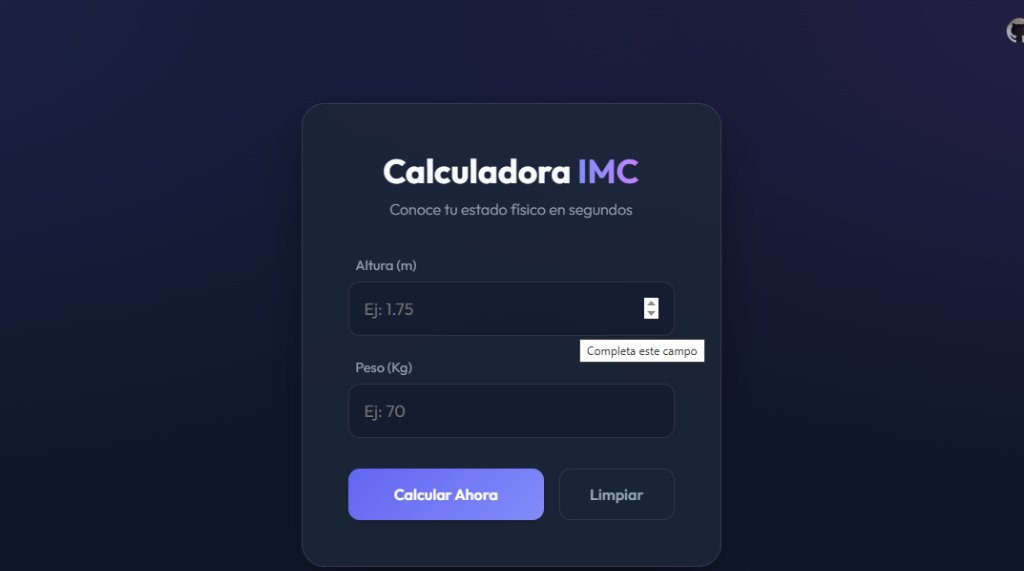 Calculadora IMC
Conoce tu estado físico en segundos
Altura (m)
Ej: 1.75
Completa este campo
Peso (Kg)
Ej: 70
Calcular Ahora
Limpiar